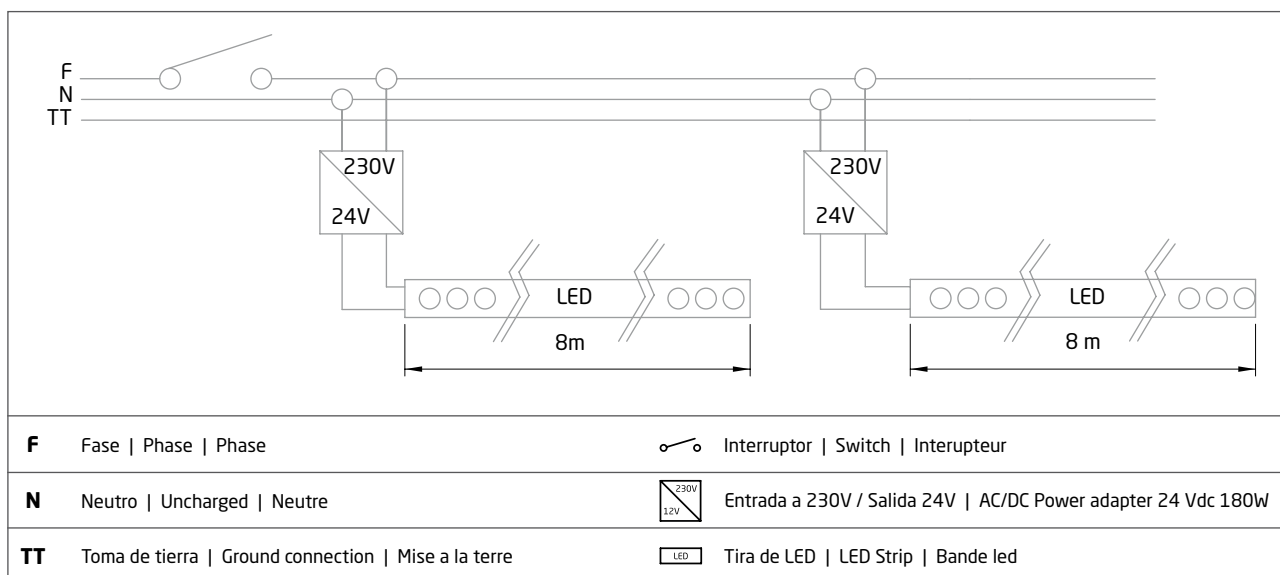 F
N
TT
230V
24V
230V
24V
LED
LED
8m
8 m
F Fase | Phase | Phase
Interruptor | Switch | Interupteur
N Neutro | Uncharged | Neutre
230V
12V
Entrada a 230V / Salida 24V | AC/DC Power adapter 24 Vdc 180W
TT Toma de tierra | Ground connection | Mise a la terre
LED Tira de LED | LED Strip | Bande led